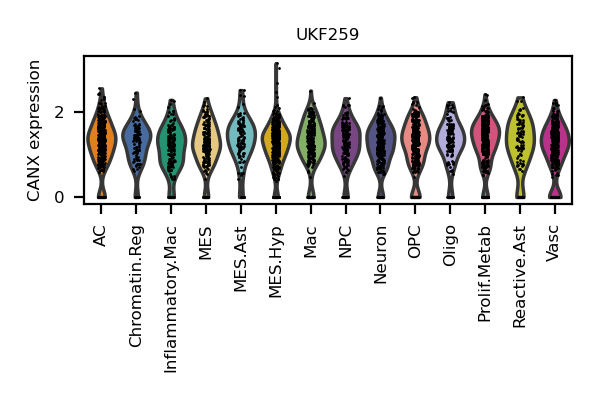 UKF259
CANX expression
2
0
AC
Chromatin.Reg
Inflammatory.Mac
MES
MES.Ast
MES.Hyp
Mac
NPC
Neuron
OPC
Oligo
Prolif.Metab
Reactive.Ast
Vasc